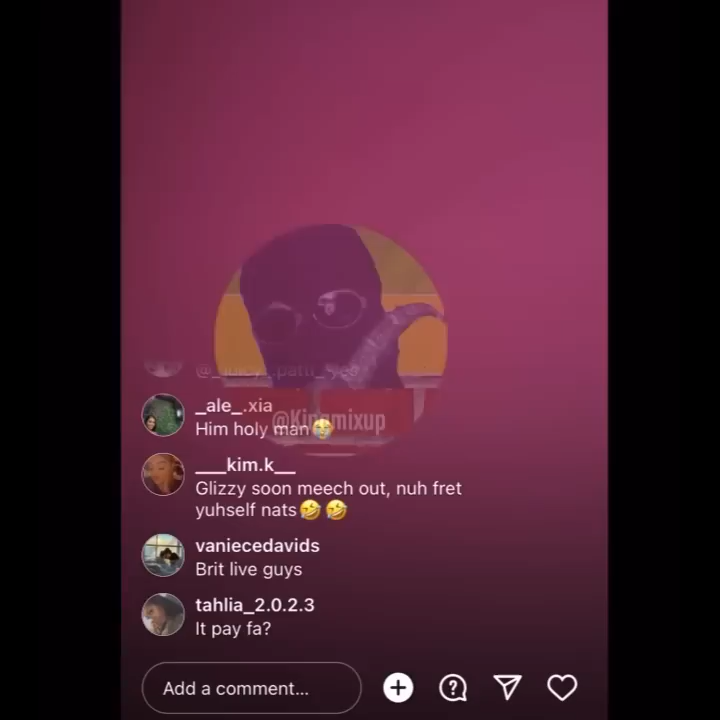 _ale_.xia
Him holy man😭
@Kingmixup
___kim.k__
Glizzy soon meech out, nuh fret
yuhself nats🤣🤣
vaniecedavids
Brit live guys
tahlia_2.0.2.3
It pay fa?
Add a comment...